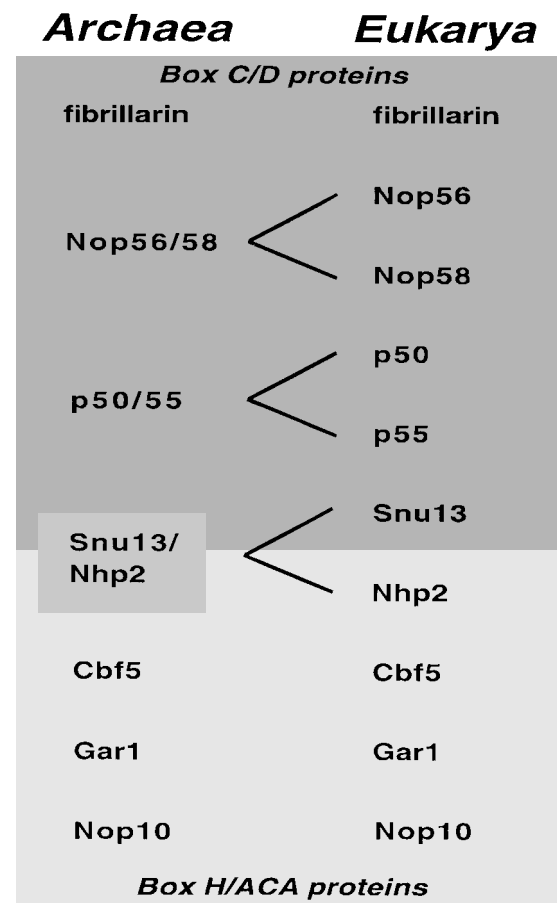 Archaea Eukarya
Box C/D proteins
fibrillarin fibrillarin
Nop56
Nop56/58
Nop58
p50
p50/55
p55
Snu13
Snu13/
Nhp2
Nhp2
Cbf5 Cbf5
Gar1 Gar1
Nop10 Nop10
Box H/ACA proteins